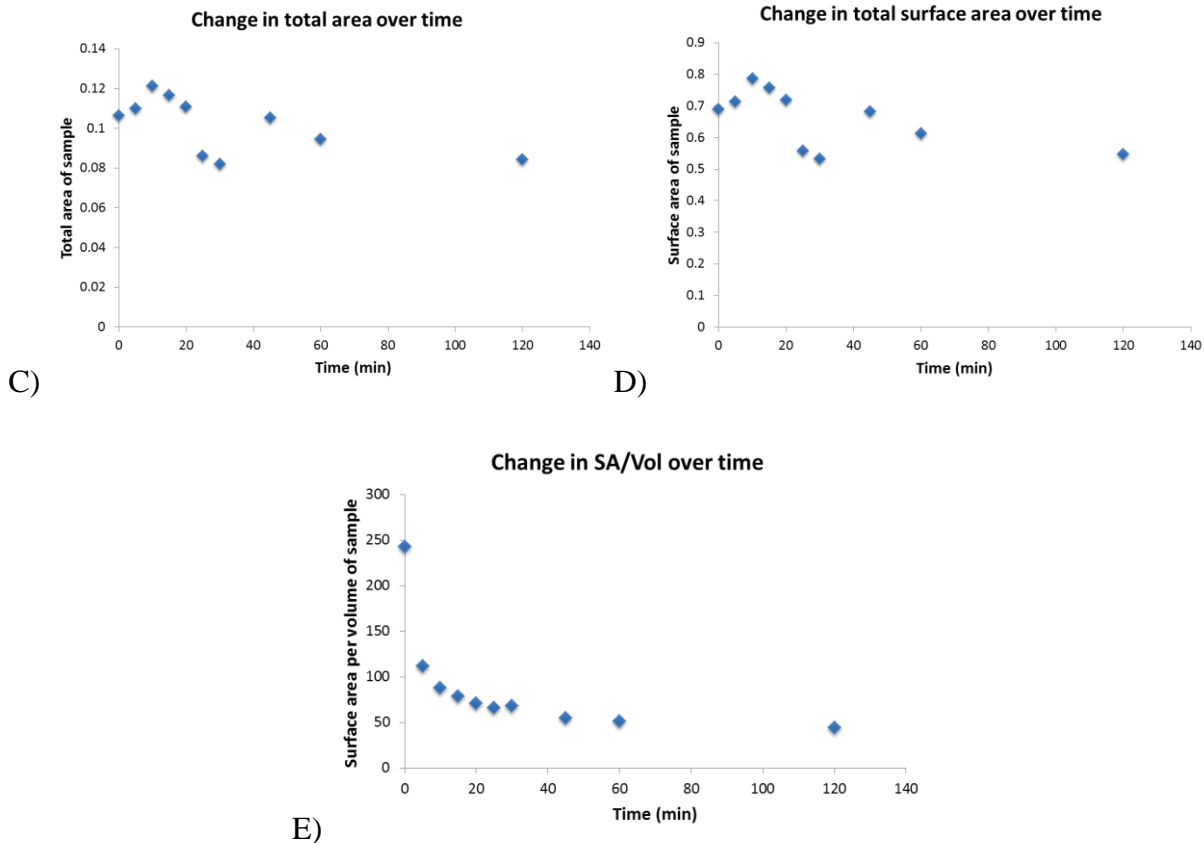 Change in total area over time
Total area of sample
0.14
0.12
0.1
0.08
0.06
0.04
0.02
0
0 20 40 60 80 100 120 140
Time (min)
C)
Change in total surface area over time
Surface area of sample
0.9
0.8
0.7
0.6
0.5
0.4
0.3
0.2
0.1
0
0 20 40 60 80 100 120 140
Time (min)
D)
Change in SA/Vol over time
Surface area per volume of sample
300
250
200
150
100
50
0
0 20 40 60 80 100 120 140
Time (min)
E)